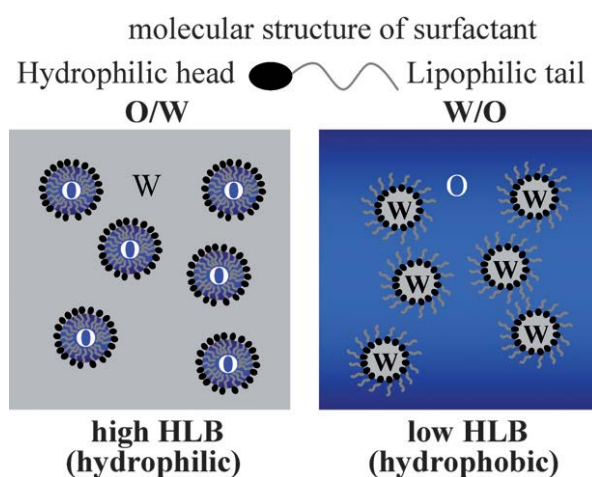 molecular structure of surfactant
Hydrophilic head Lipophilic tail
O/W W/O
O W O
O
O
O
O
W O W
W W
W
W
high HLB low HLB
(hydrophilic) (hydrophobic)